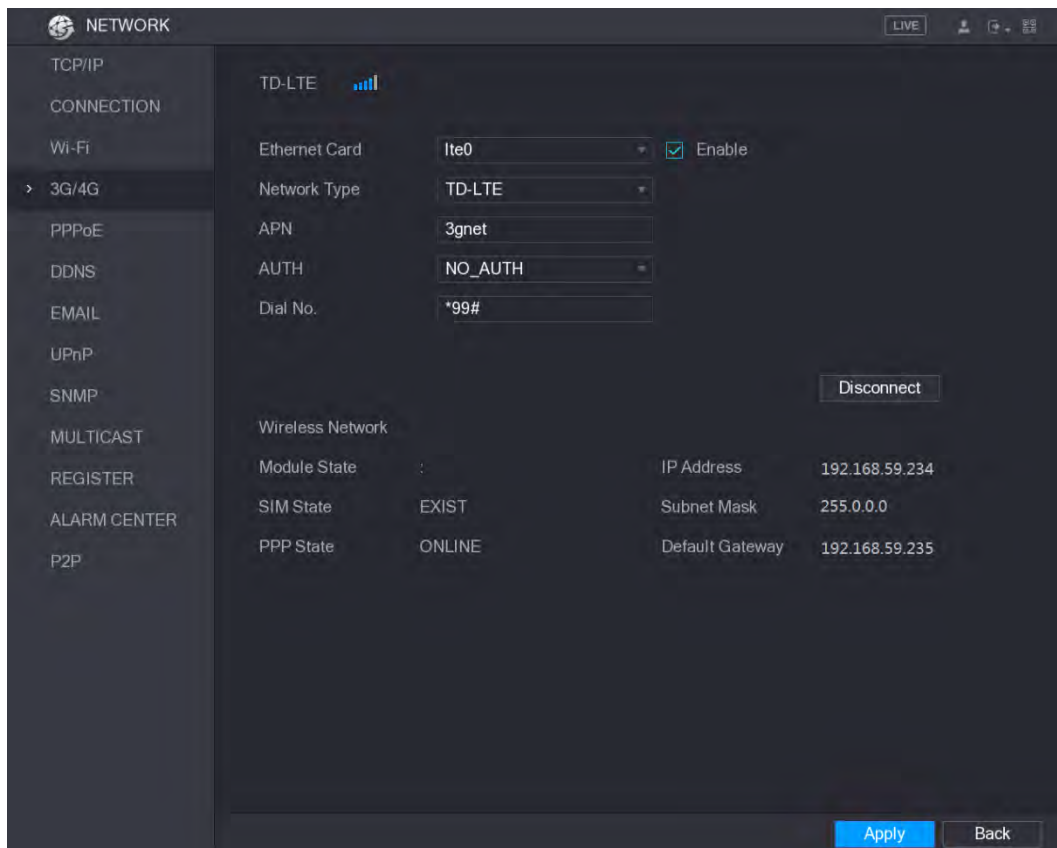 NETWORK
LIVE
TCP/IP
CONNECTION
Wi-Fi
3G/4G
PPPoE
DDNS
EMAIL
UPnP
SNMP
MULTICAST
REGISTER
ALARM CENTER
P2P
TD-LTE
Ethernet Card lte0 Enable
Network Type TD-LTE
APN 3gnet
AUTH NO_AUTH
Dial No. *99#
Disconnect
Wireless Network
Module State : IP Address 192.168.59.234
SIM State EXIST Subnet Mask 255.0.0.0
PPP State ONLINE Default Gateway 192.168.59.235
Apply Back